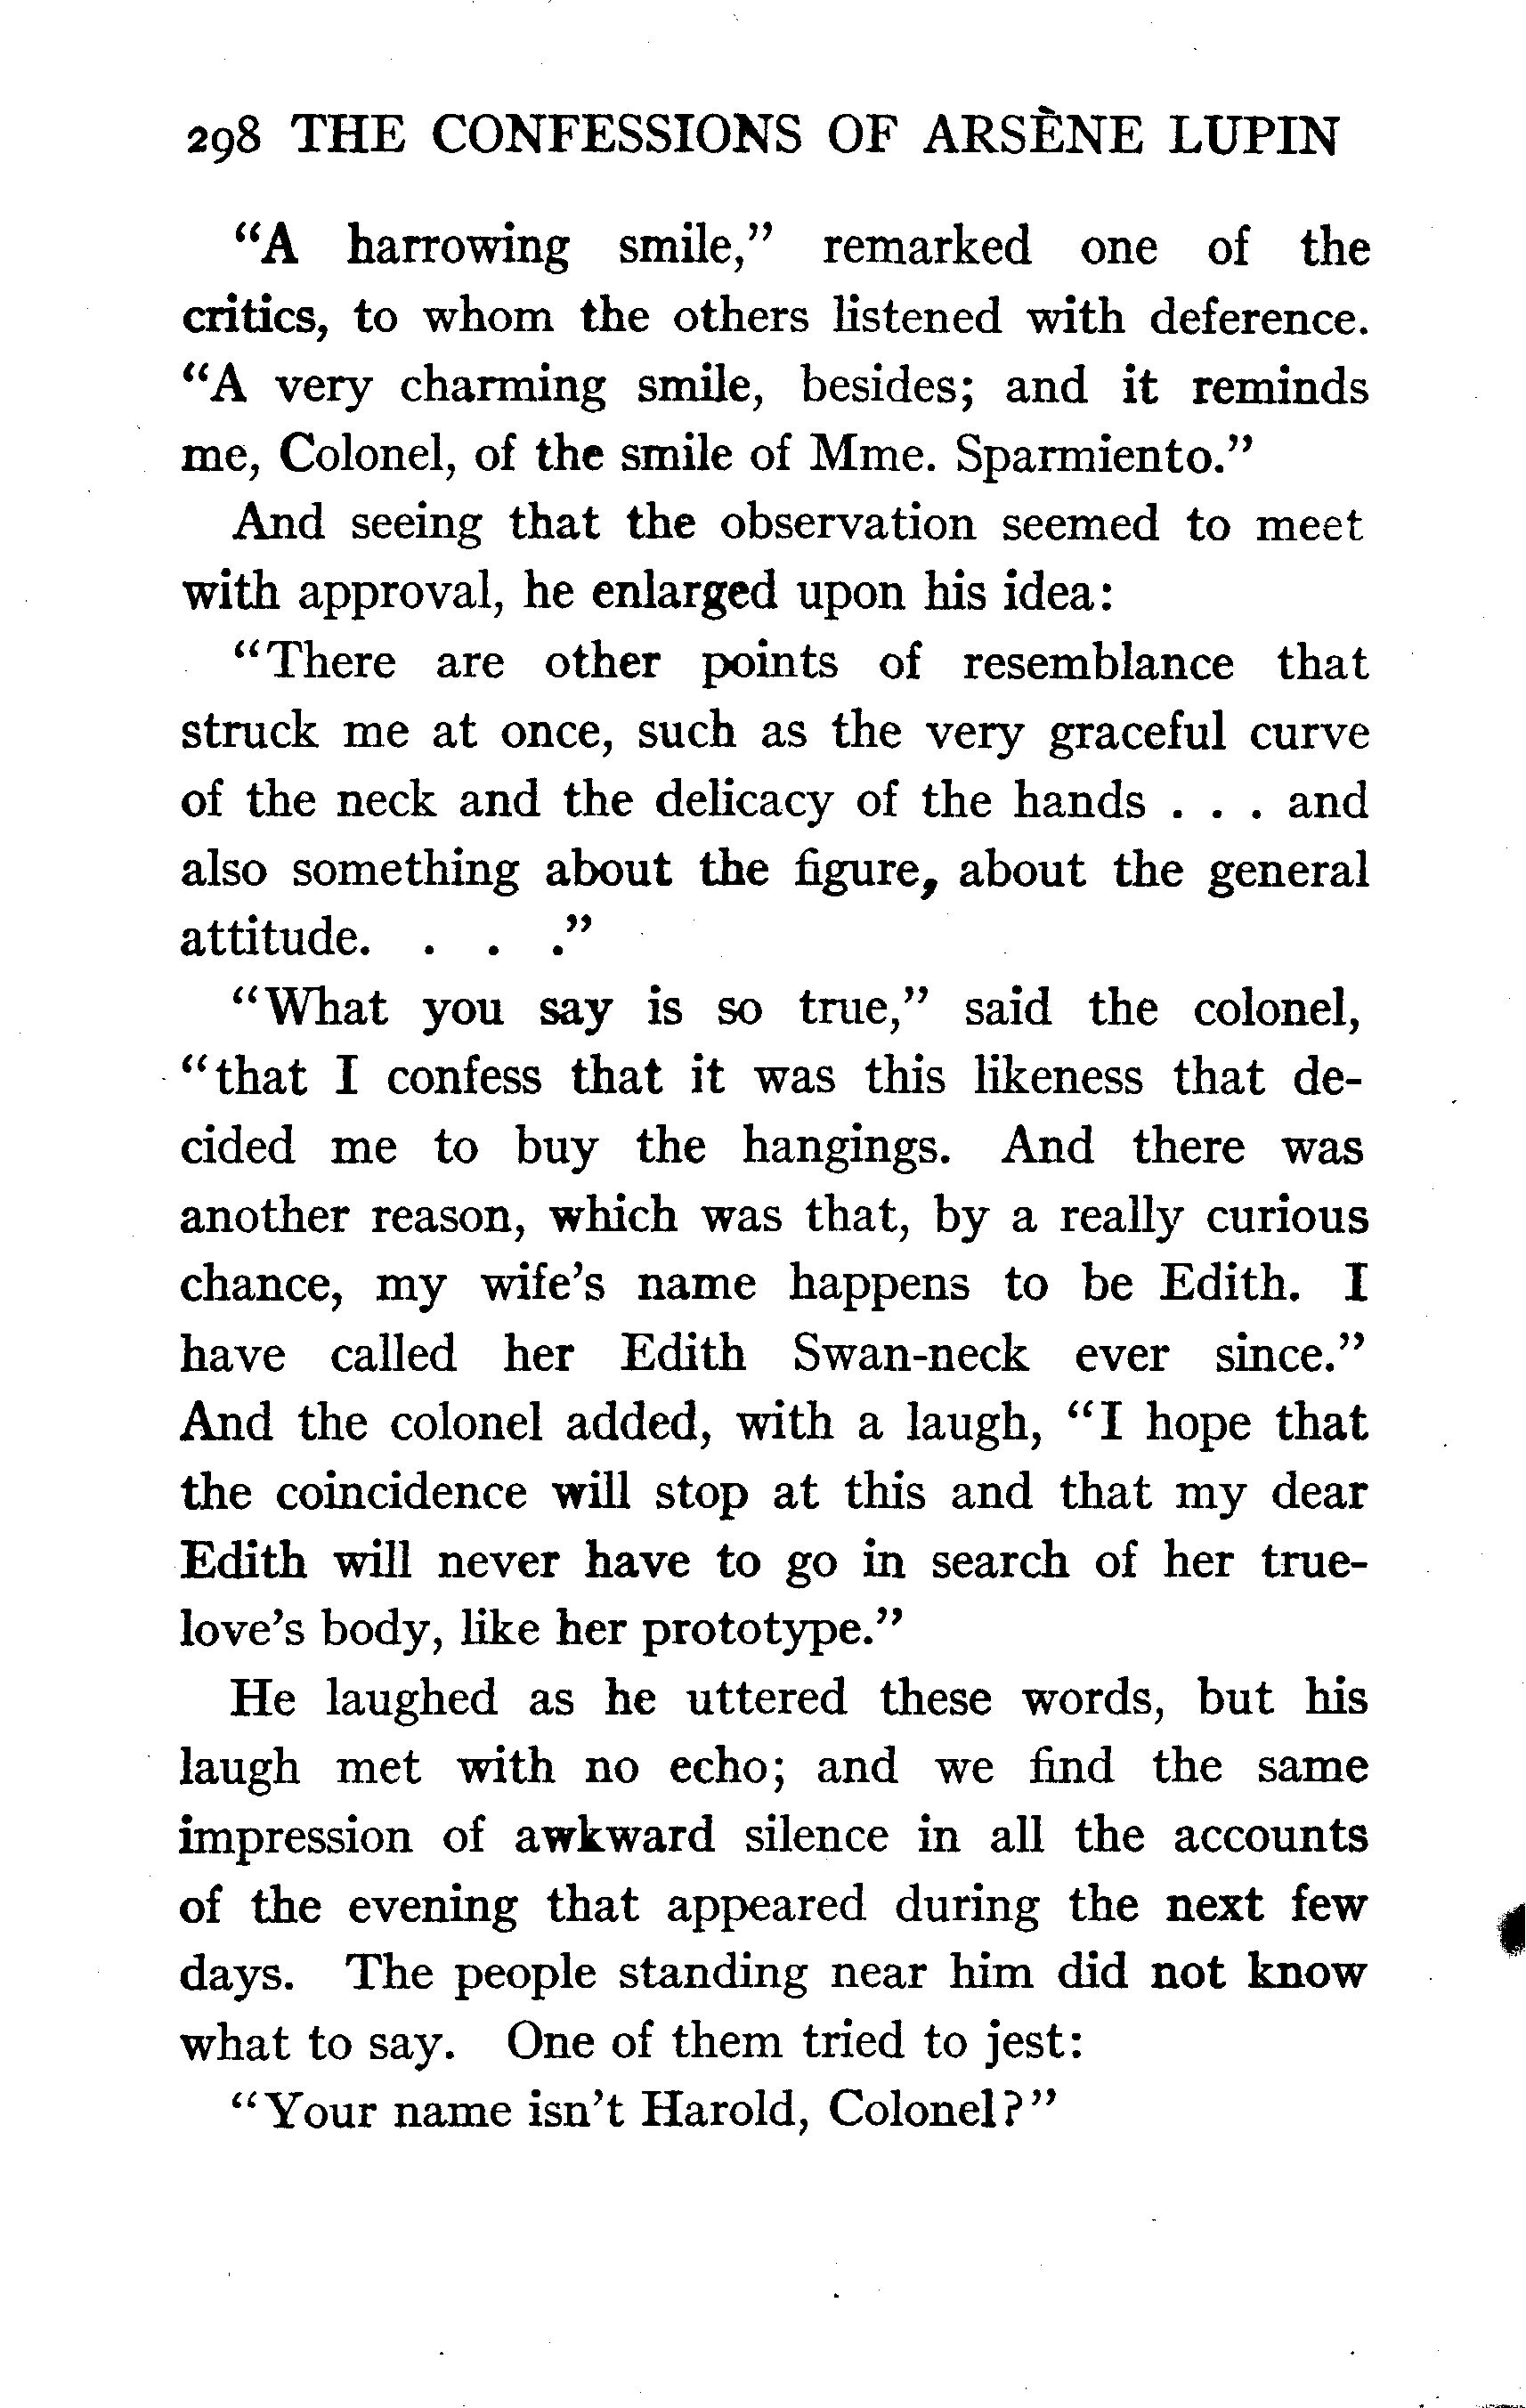 298 THE CONFESSIONS OF ARSÈNE LUPIN
“A harrowing smile,” remarked one of the
critics, to whom the others listened with deference.
“A very charming smile, besides; and it reminds
me, Colonel, of the smile of Mme. Sparmiento.”
And seeing that the observation seemed to meet
with approval, he enlarged upon his idea:
“There are other points of resemblance that
struck me at once, such as the very graceful curve
of the neck and the delicacy of the hands . . . and
also something about the figure, about the general
attitude. . . .”
“What you say is so true,” said the colonel,
“that I confess that it was this likeness that de-
cided me to buy the hangings. And there was
another reason, which was that, by a really curious
chance, my wife’s name happens to be Edith. I
have called her Edith Swan-neck ever since.”
And the colonel added, with a laugh, “I hope that
the coincidence will stop at this and that my dear
Edith will never have to go in search of her true-
love’s body, like her prototype.”
He laughed as he uttered these words, but his
laugh met with no echo; and we find the same
impression of awkward silence in all the accounts
of the evening that appeared during the next few
days. The people standing near him did not know
what to say. One of them tried to jest:
“Your name isn’t Harold, Colonel?”